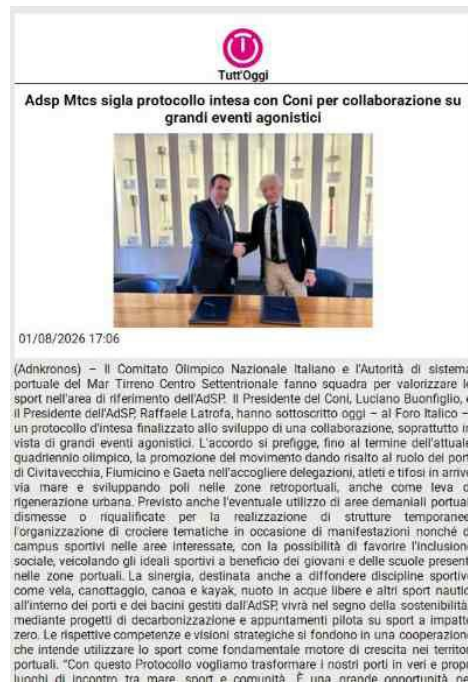 Tutt'Oggi
Adsp Mtcs sigla protocollo intesa con Coni per collaborazione su
grandi eventi agonistici
01/08/2026 17:06
(Adnkronos) – Il Comitato Olimpico Nazionale Italiano e l'Autorità di sistema
portuale del Mar Tirreno Centro Settentrionale fanno squadra per valorizzare lo
sport nell'area di riferimento dell'AdSP. Il Presidente del Coni, Luciano Buonfiglio, e
il Presidente dell'AdSP, Raffaele Latrofa, hanno sottoscritto oggi – al Foro Italico –
un protocollo d'intesa finalizzato allo sviluppo di una collaborazione, soprattutto in
vista di grandi eventi agonistici. L'accordo si prefigge, fino al termine dell'attuale
quadriennio olimpico, la promozione del movimento dando risalto al ruolo dei porti
di Civitavecchia, Fiumicino e Gaeta nell'accogliere delegazioni, atleti e tifosi in arrivo
via mare e sviluppando poli nelle zone retroportuali, anche come leva di
rigenerazione urbana. Previsto anche l'eventuale utilizzo di aree demaniali portuali
dismesse o riqualificate per la realizzazione di strutture temporanee,
l'organizzazione di crociere tematiche in occasione di manifestazioni nonché di
campus sportivi nelle aree interessate, con la possibilità di favorire l'inclusione
sociale, veicolando gli ideali sportivi a beneficio dei giovani e delle scuole presenti
nelle zone portuali. La sinergia, destinata anche a diffondere discipline sportive
come vela, canottaggio, canoa e kayak, nuoto in acque libere e altri sport nautici
all'interno dei porti e dei bacini gestiti dall'AdSP, vivrà nel segno della sostenibilità,
mediante progetti di decarbonizzazione e appuntamenti pilota su sport a impatto
zero. Le rispettive competenze e visioni strategiche si fondono in una cooperazione
che intende utilizzare lo sport come fondamentale motore di crescita nei territori
portuali. "Con questo Protocollo vogliamo trasformare i nostri porti in veri e propri
luoghi di incontro tra mare, sport e comunità. È una grande opportunità per